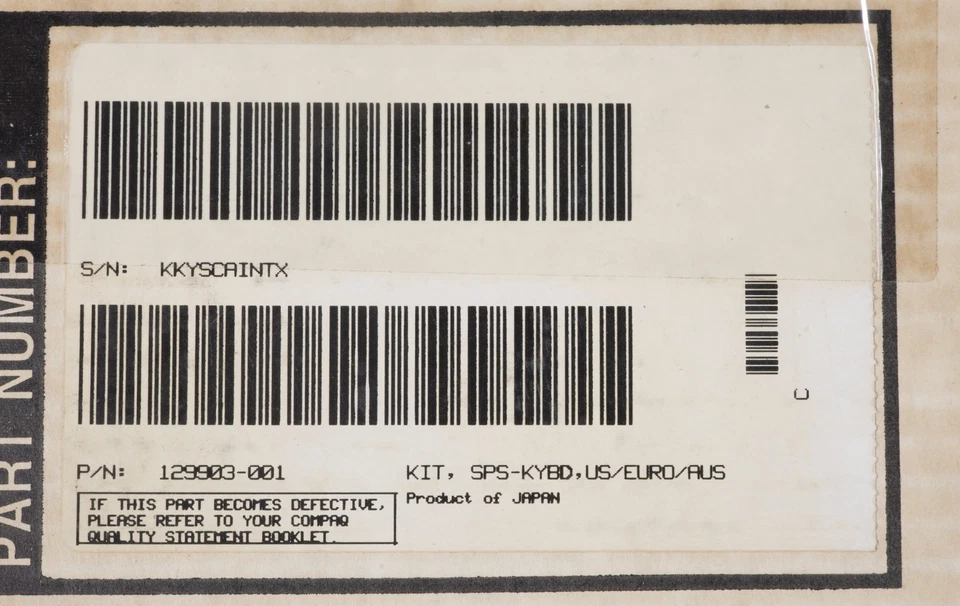 PART NUMBER:
S/N: KKYSCAINTX
P/N: 129903-001
KIT, SPS-KYBD,US/EURO/AUS
Product of JAPAN
IF THIS PART BECOMES DEFECTIVE,
PLEASE REFER TO YOUR COMPAQ
QUALITY STATEMENT BOOKLET.
C